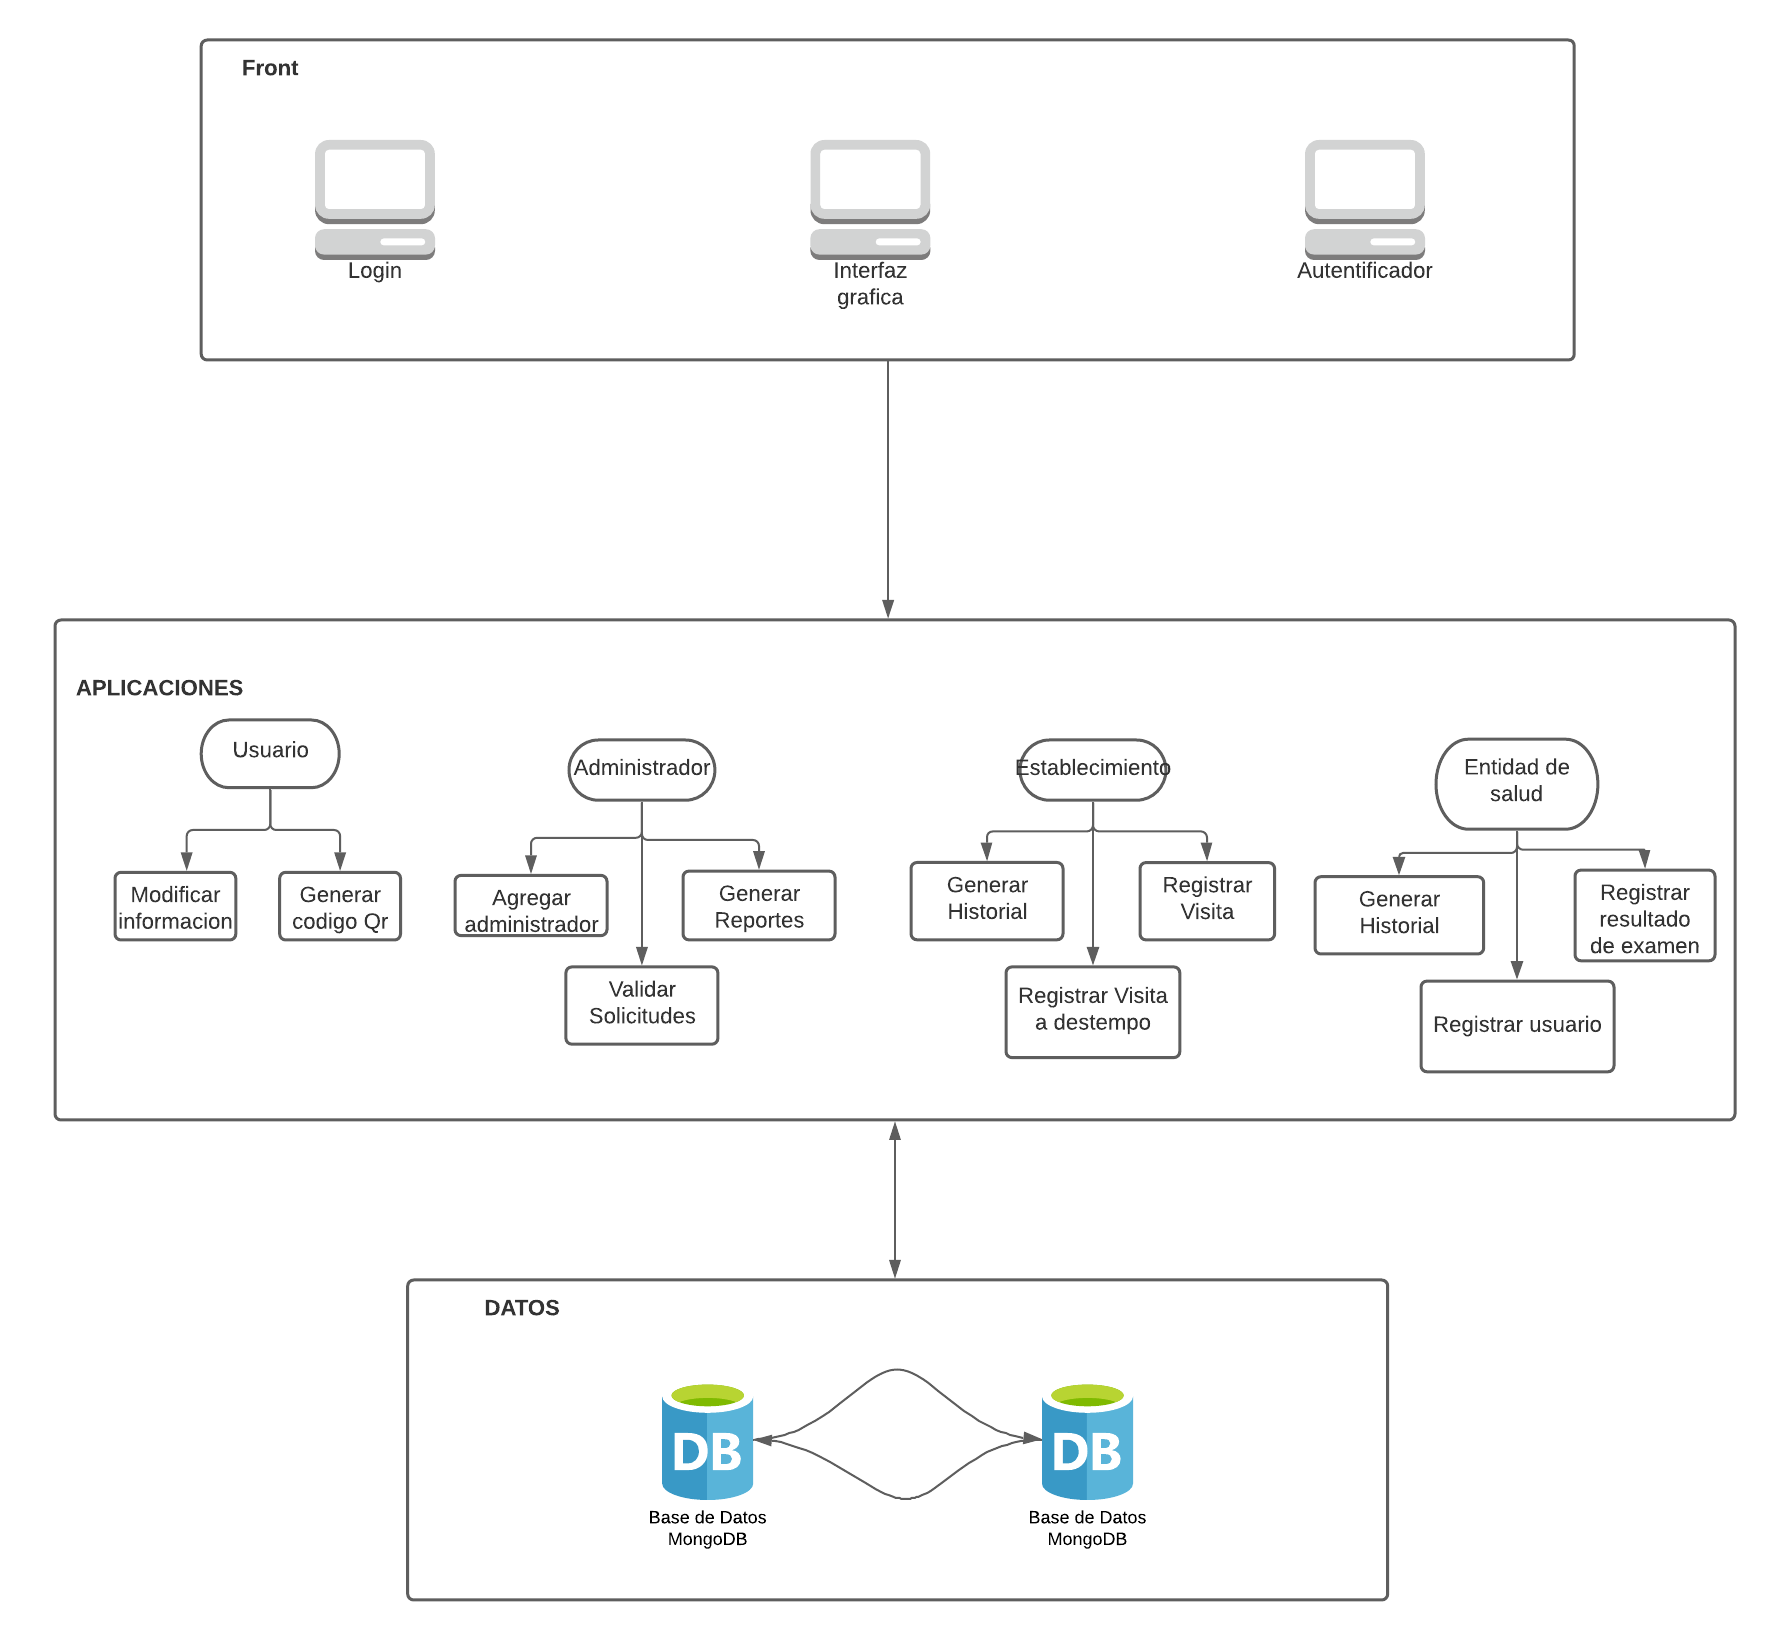 Front
Login
Interfaz
grafica
Autentificador
APLICACIONES
Usuario
Modificar
informacion
Generar
codigo Qr
Administrador
Agregar
administrador
Generar
Reportes
Validar
Solicitudes
Establecimiento
Generar
Historial
Registrar
Visita
Registrar Visita
a destempo
Entidad de
salud
Generar
Historial
Registrar
resultado
de examen
Registrar usuario
DATOS
DB
Base de Datos
MongoDB
DB
Base de Datos
MongoDB